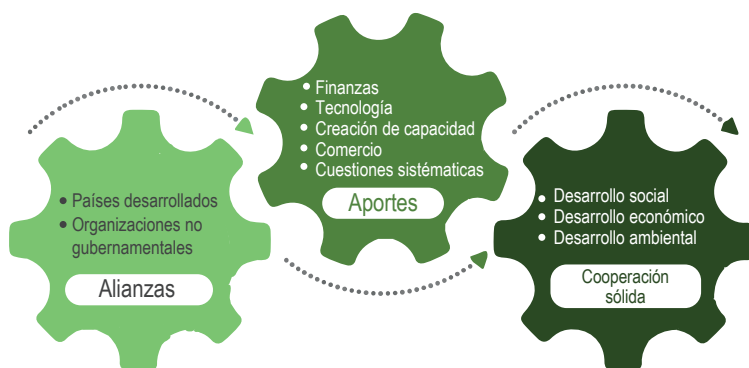 • Países desarrollados
• Organizaciones no
gubernamentales
Alianzas
• Finanzas
• Tecnología
• Creación de capacidad
• Comercio
• Cuestiones sistématicas
Aportes
• Desarrollo social
• Desarrollo económico
• Desarrollo ambiental
Cooperación
sólida